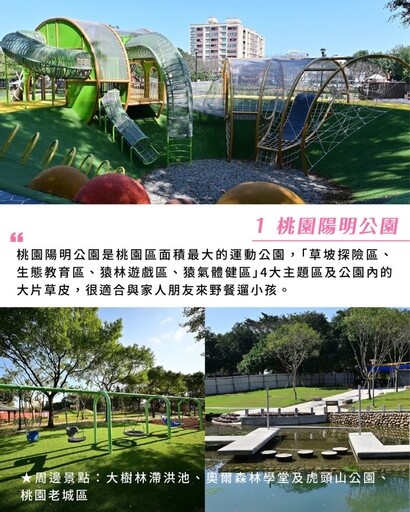 1 桃園陽明公園
桃園陽明公園是桃園區面積最大的運動公園，「草坡探險區、
生態教育區、猿林遊戲區、猿氣體健區」4大主題區及公園內的
大片草皮，很適合與家人朋友來野餐遛小孩。
★周邊景點：大樹林滯洪池、奧爾森林學堂及虎頭山公園、
桃園老城區